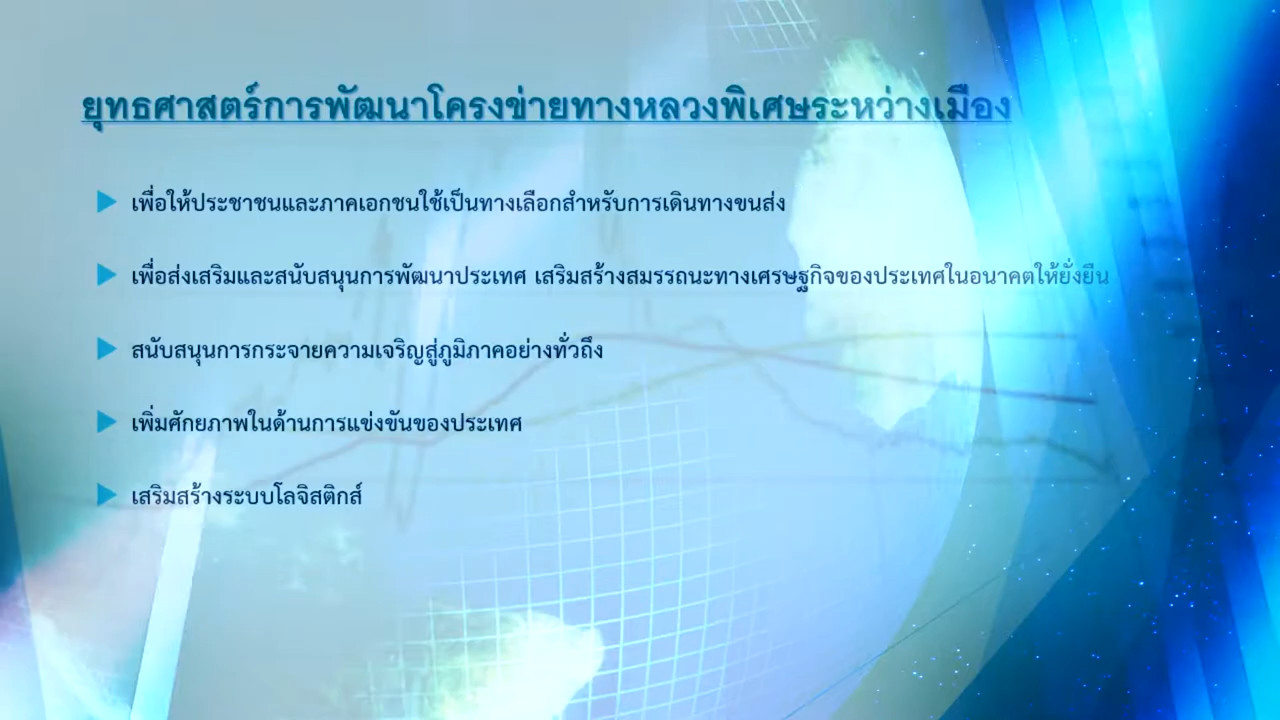 ยุทธศาสตร์การพัฒนาโครงข่ายทางหลวงพิเศษระหว่างเมือง
เพื่อให้ประชาชนและภาคเอกชนใช้เป็นทางเลือกสำหรับการเดินทางขนส่ง
เพื่อส่งเสริมและสนับสนุนการพัฒนาประเทศ เสริมสร้างสมรรถนะทางเศรษฐกิจของประเทศในอนาคตให้ยั่งยืน
สนับสนุนการกระจายความเจริญสู่ภูมิภาคอย่างทั่วถึง
เพิ่มศักยภาพในด้านการแข่งขันของประเทศ
เสริมสร้างระบบโลจิสติกส์